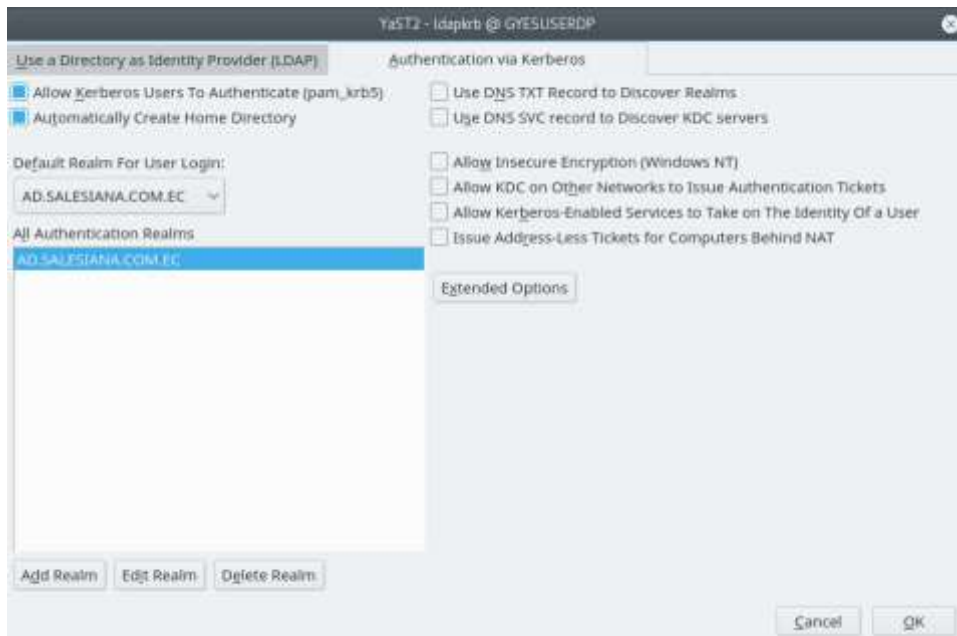 YaST2 - ldapkrb @ GYESUSERDP
Use a Directory as Identity Provider (LDAP)
Authentication via Kerberos
Allow Kerberos Users To Authenticate (pam_krb5)
Automatically Create Home Directory
Default Realm For User Login:
AD.SALESIANA.COM.EC
All Authentication Realms
AD.SALESIANA.COM.EC
Use DNS TXT Record to Discover Realms
Use DNS SVC record to Discover KDC servers
Allow Insecure Encryption (Windows NT)
Allow KDC on Other Networks to Issue Authentication Tickets
Allow Kerberos-Enabled Services to Take on The Identity Of a User
Issue Address-Less Tickets for Computers Behind NAT
Extended Options
Add Realm Edit Realm Delete Realm
Cancel OK